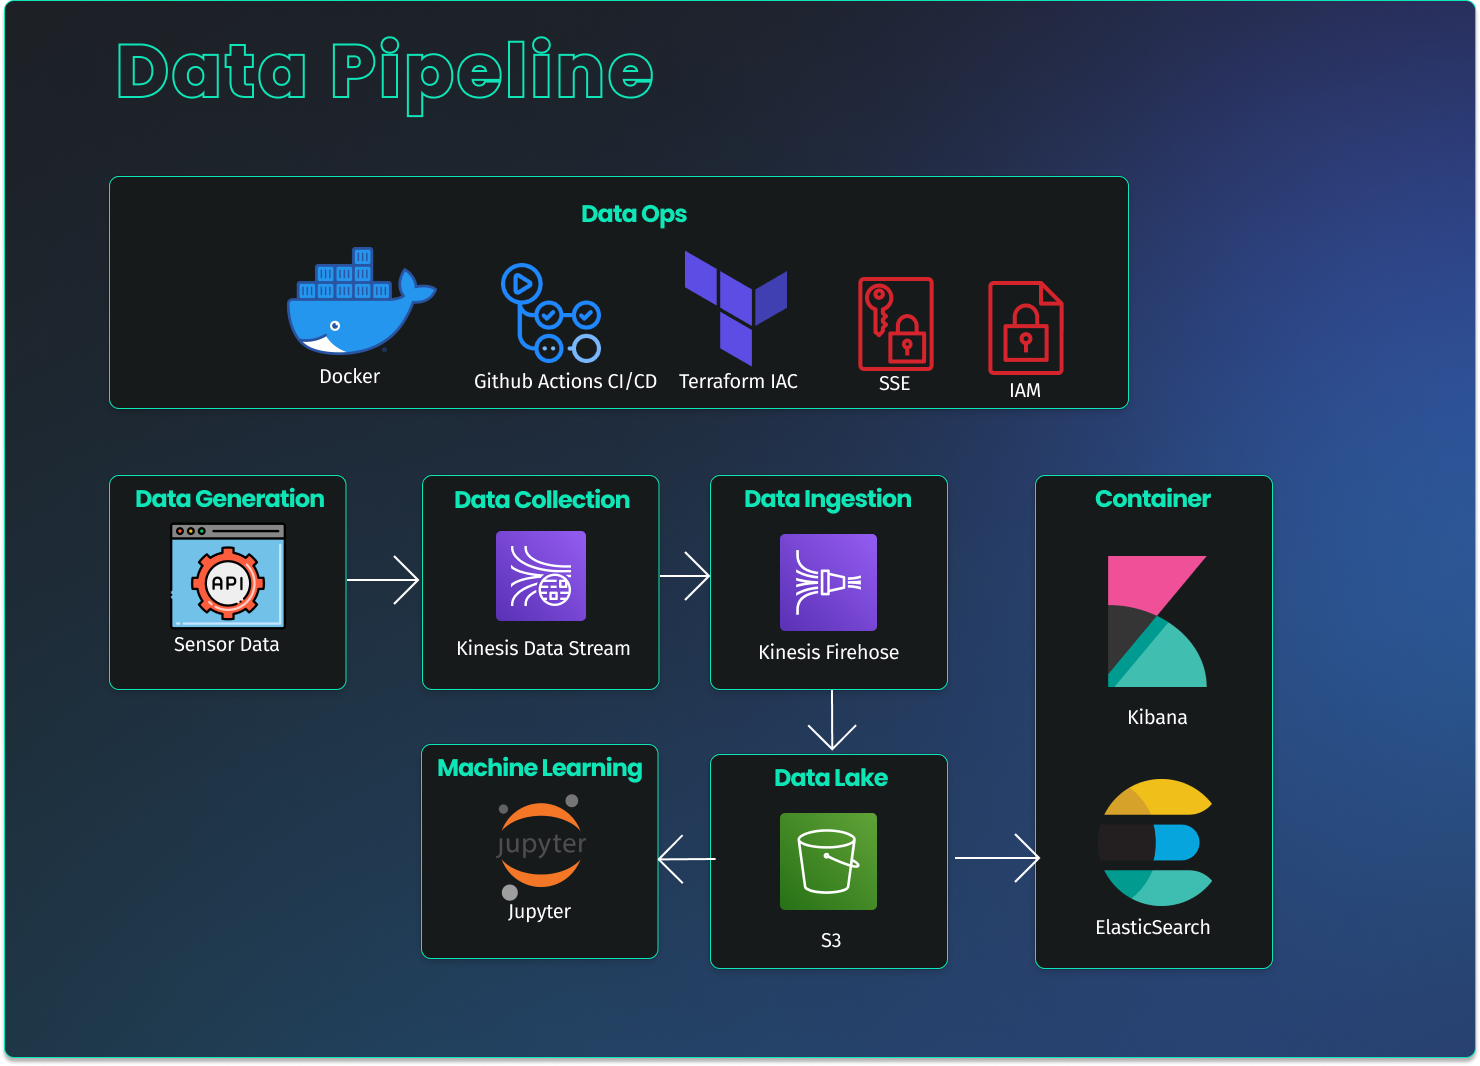 Data Pipeline
Data Ops
Docker
Github Actions CI/CD
Terraform IAC
SSE
IAM
Data Generation
API
Sensor Data
Data Collection
Kinesis Data Stream
Data Ingestion
Kinesis Firehose
Container
Kibana
ElasticSearch
Machine Learning
jupyter
Jupyter
Data Lake
S3